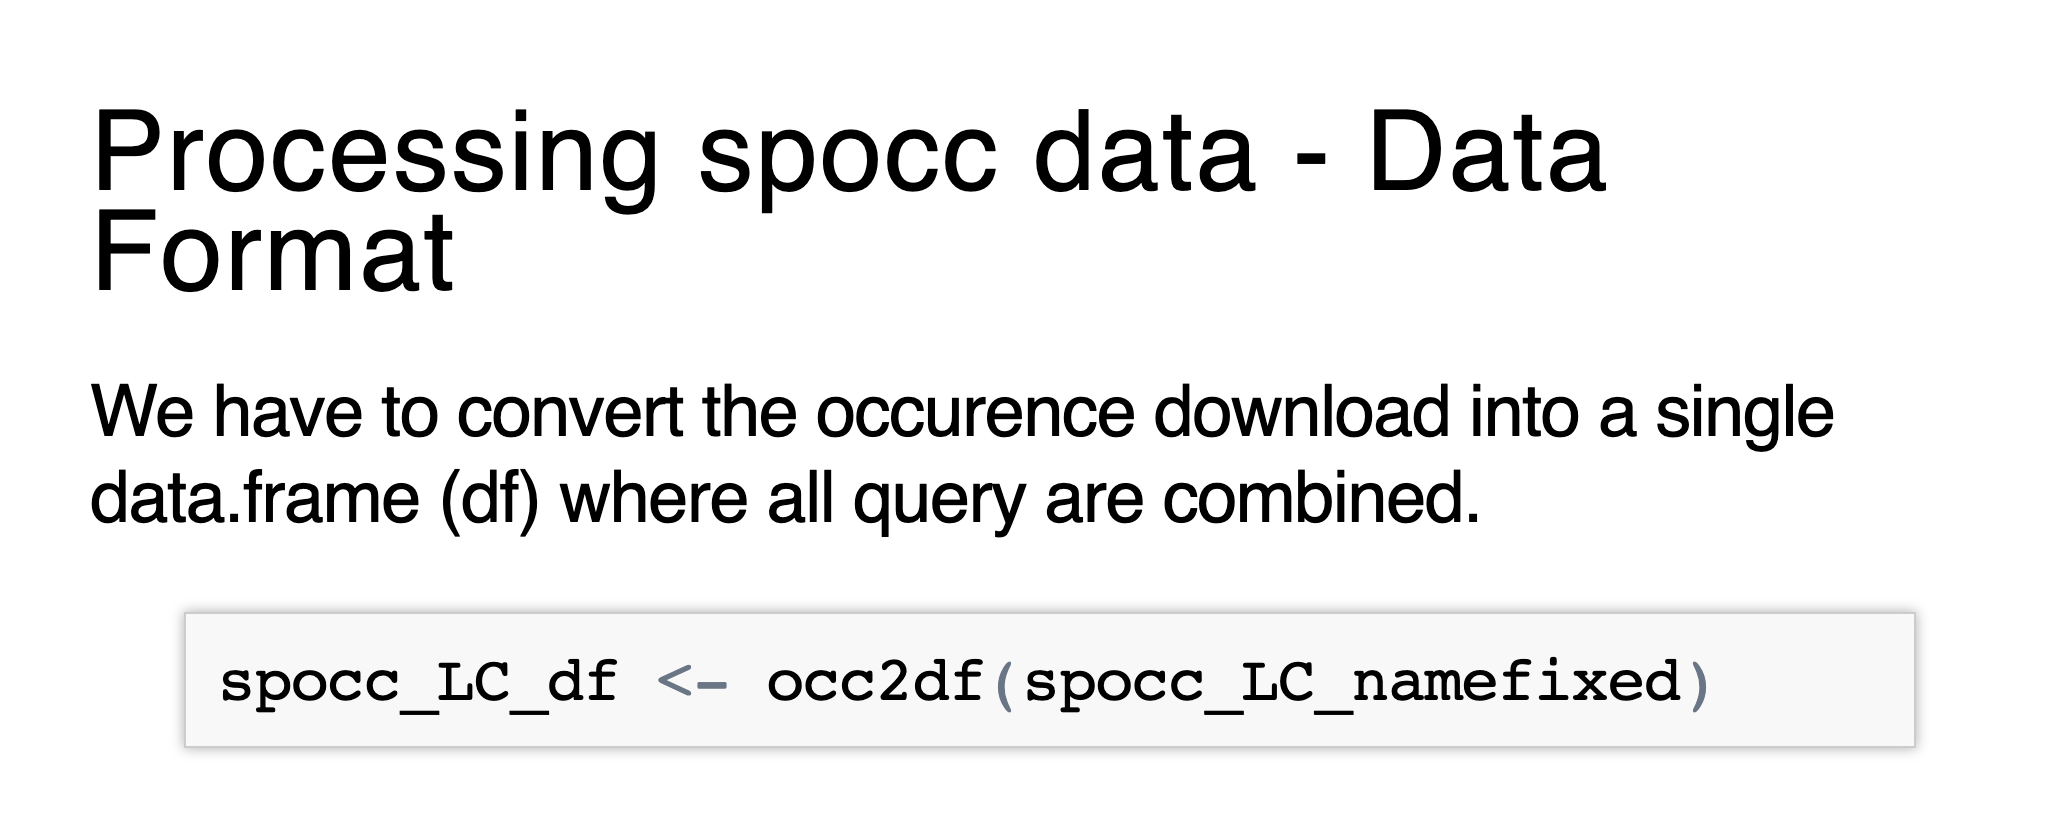 Processing spocc data - Data
Format
We have to convert the occurence download into a single
data.frame (df) where all query are combined.
spocc_LC_df <- occ2df(spocc_LC_namefixed)